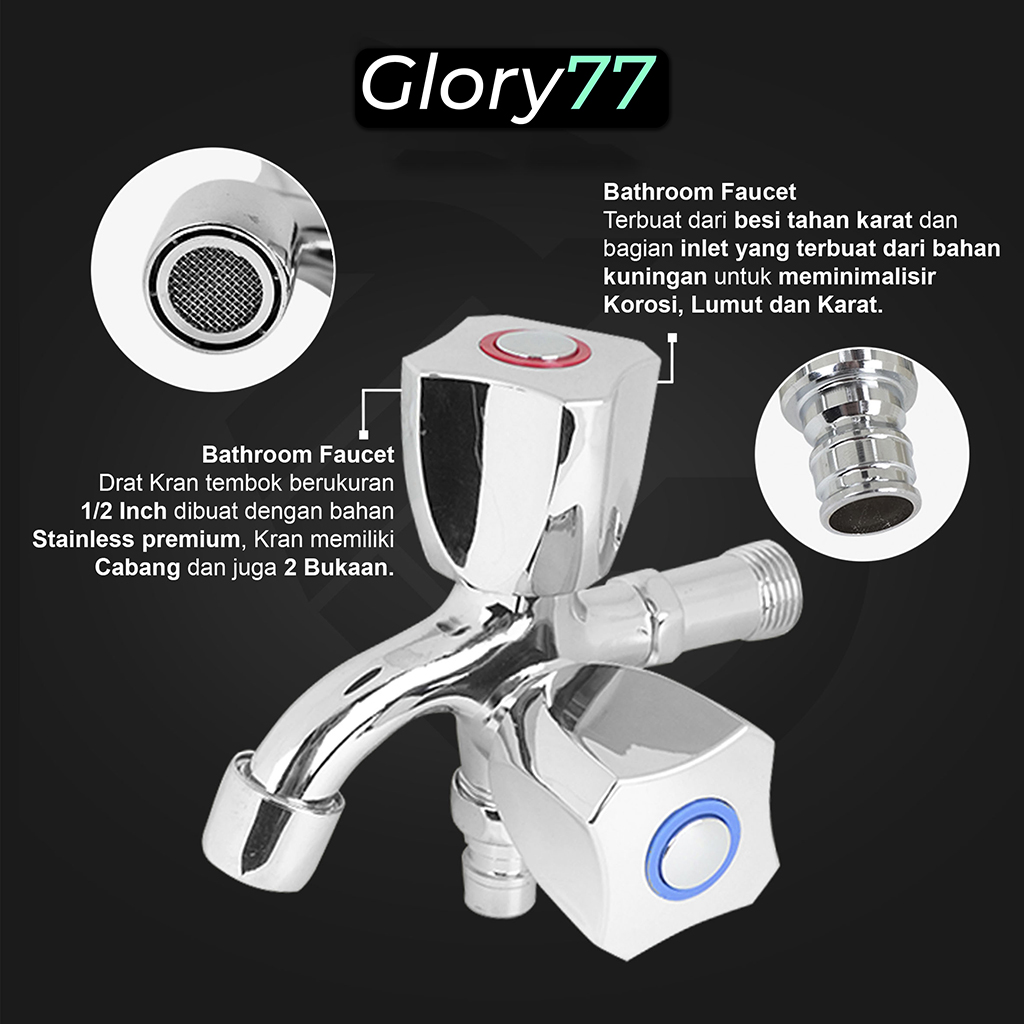 Glory77
Bathroom Faucet
Terbuat dari besi tahan karat dan
bagian inlet yang terbuat dari bahan
kuningan untuk meminimalisir
Korosi, Lumut dan Karat.
Bathroom Faucet
Drat Kran tembok berukuran
1/2 Inch dibuat dengan bahan
Stainless premium, Kran memiliki
Cabang dan juga 2 Bukaan.